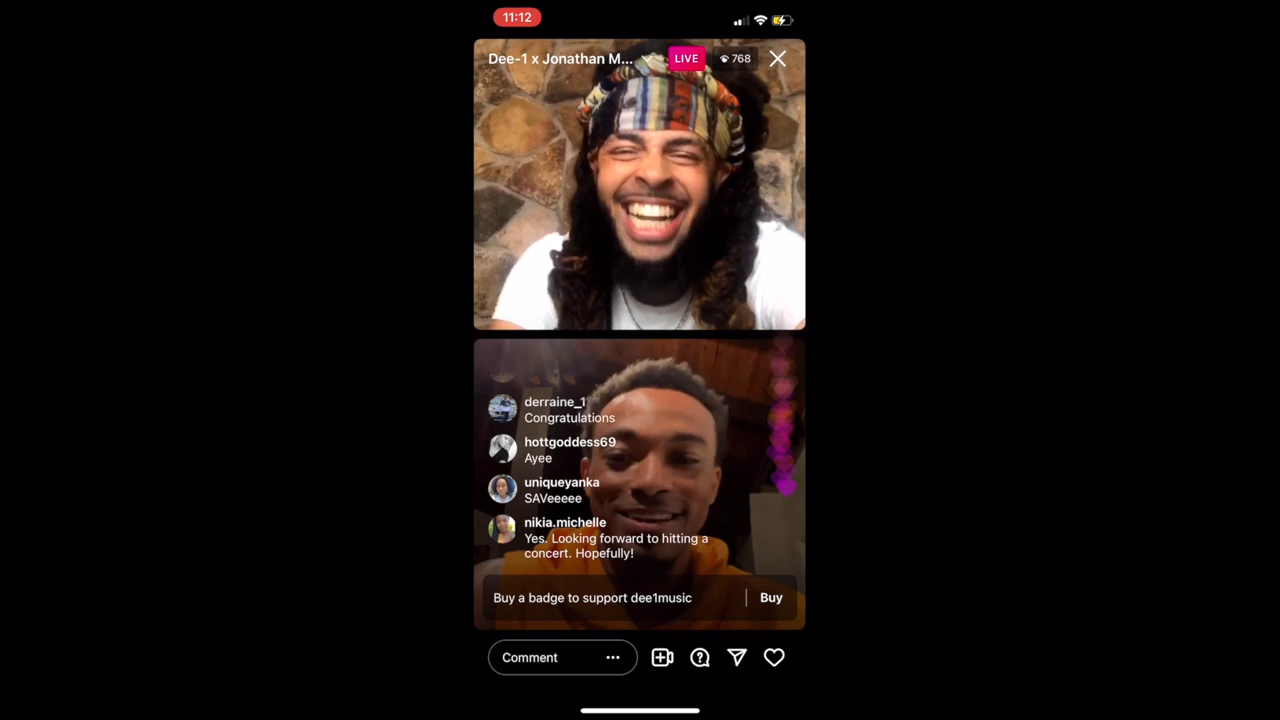 11:12
Dee-1 x Jonathan M...
LIVE
768
derraine_1
Congratulations
hottgoddess69
Ayee
uniqueyanka
SAVeeeee
nikia.michelle
Yes. Looking forward to hitting a
concert. Hopefully!
Buy a badge to support dee1music
Buy
Comment